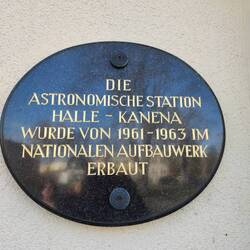 DIE
ASTRONOMISCHE STATION
HALLE - KANENA
WURDE VON 1961-1963 IM
NATIONALEN AUFBAUWERK
ERBAUT